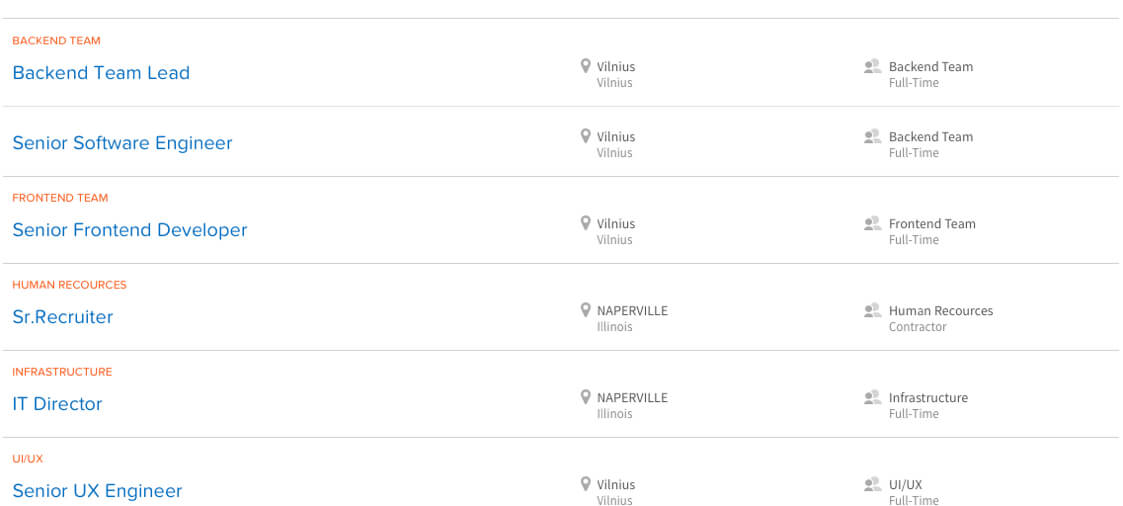 BACKEND TEAM
Backend Team Lead
Vilnius
Vilnius
Backend Team
Full-Time
Senior Software Engineer
Vilnius
Vilnius
Backend Team
Full-Time
FRONTEND TEAM
Senior Frontend Developer
Vilnius
Vilnius
Frontend Team
Full-Time
HUMAN RECOURCES
Sr.Recruiter
NAPERVILLE
Illinois
Human Recources
Contractor
INFRASTRUCTURE
IT Director
NAPERVILLE
Illinois
Infrastructure
Full-Time
UI/UX
Senior UX Engineer
Vilnius
Vilnius
UI/UX
Full-Time